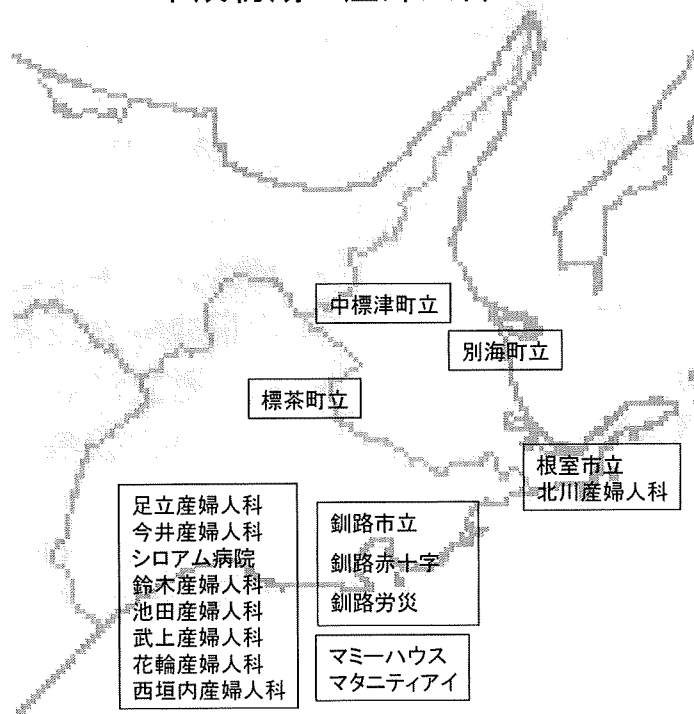 中標津町立
別海町立
標茶町立
根室市立
北川産婦人科
足立産婦人科
今井産婦人科
シロアム病院
鈴木産婦人科
池田産婦人科
武上産婦人科
花輪産婦人科
西垣内産婦人科
釧路市立
釧路赤十字
釧路労災
マミーハウス
マタニティアイ